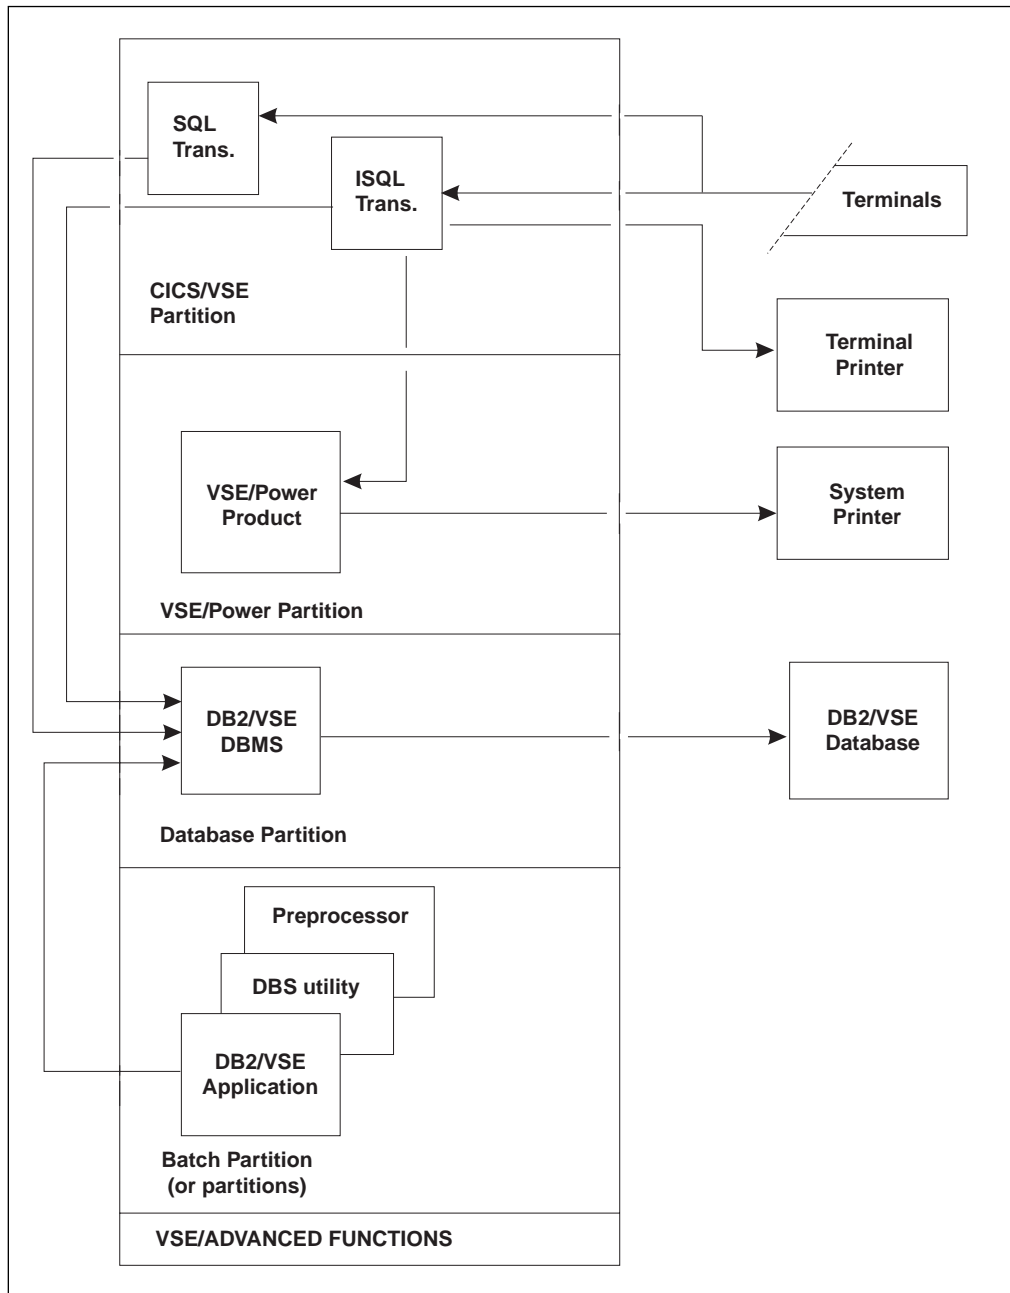 SQL
Trans.
ISQL
Trans.
Terminals
CICS/VSE
Partition
Terminal
Printer
VSE/Power
Product
System
Printer
VSE/Power Partition
DB2/VSE
DBMS
DB2/VSE
Database
Database Partition
Preprocessor
DBS utility
DB2/VSE
Application
Batch Partition
(or partitions)
VSE/ADVANCED FUNCTIONS